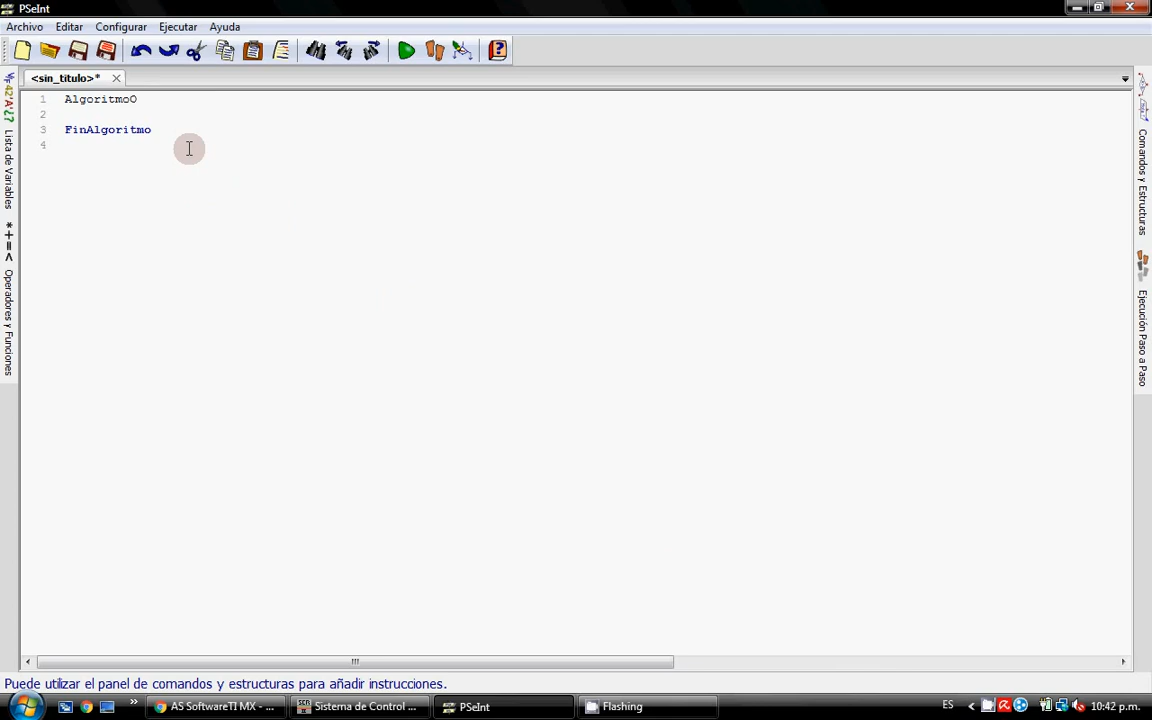 PSeInt
Archivo Editar Configurar Ejecutar Ayuda
<sin_titulo>*
1 AlgoritmoO
2
3 FinAlgoritmo
4
Lista de Variables
Operadores y Funciones
Comandos y Estructuras
Ejecución Paso a Paso
Puede utilizar el panel de comandos y estructuras para añadir instrucciones.
AS SoftwareTI MX - ... Sistema de Control ... PSeInt Flashing ES 10:42 p.m.